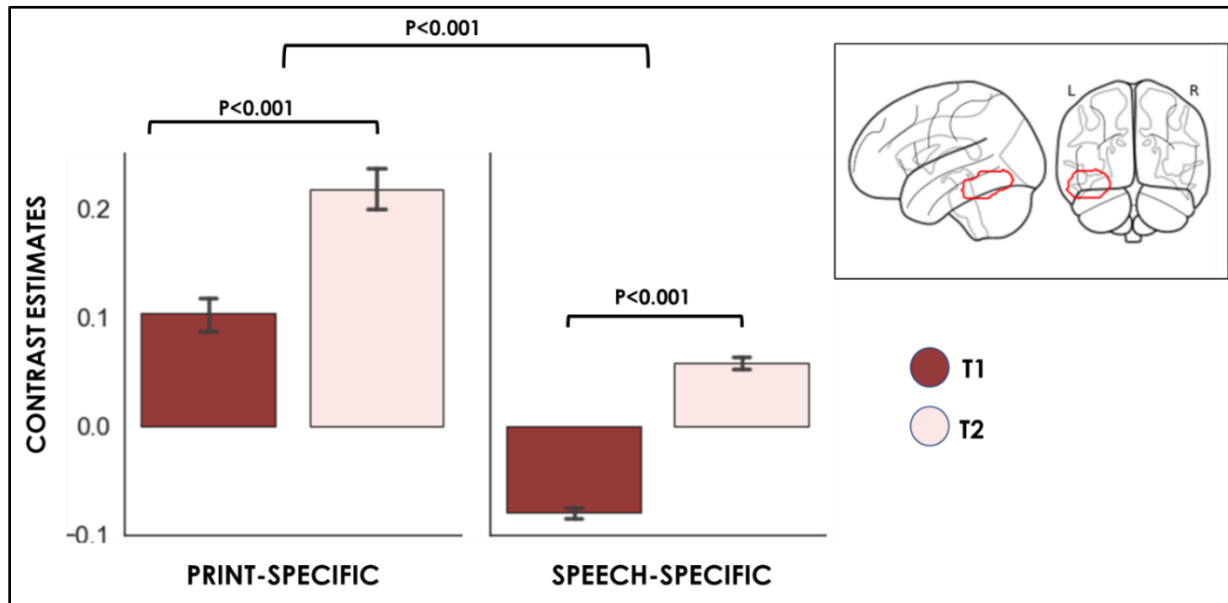 P<0.001
P<0.001
L
R
CONTRAST ESTIMATES
0.2
0.1
0.0
−0.1
P<0.001
T1
T2
PRINT-SPECIFIC
SPEECH-SPECIFIC